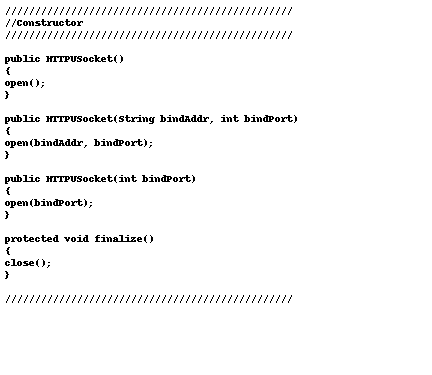 ////////////////////////////////////////////////
//Constructor
////////////////////////////////////////////////
public HTTPUSocket()
{
open();
}
public HTTPUSocket(String bindAddr, int bindPort)
{
open(bindAddr, bindPort);
}
public HTTPUSocket(int bindPort)
{
open(bindPort);
}
protected void finalize()
{
close();
}
////////////////////////////////////////////////